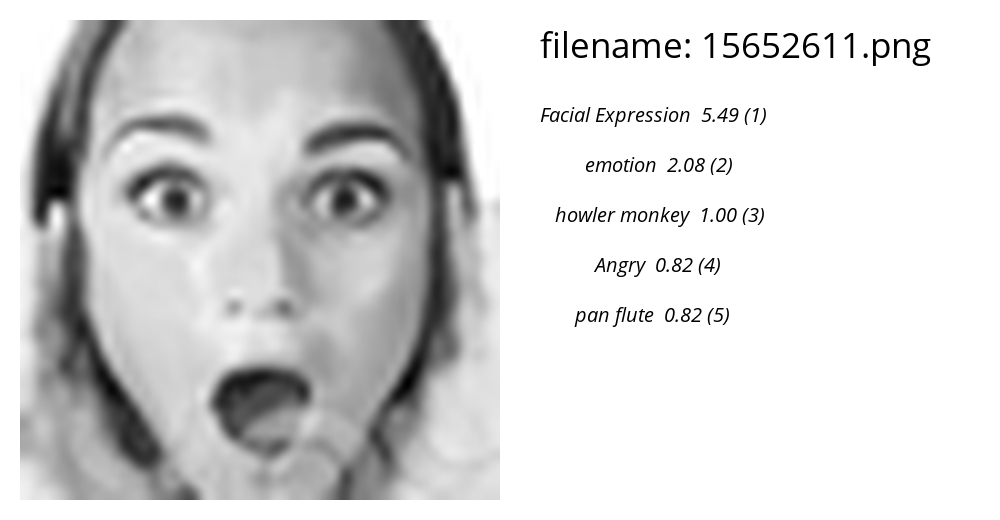 filename: 15652611.png
Facial Expression 5.49 (1)
emotion 2.08 (2)
howler monkey 1.00 (3)
Angry 0.82 (4)
pan flute 0.82 (5)